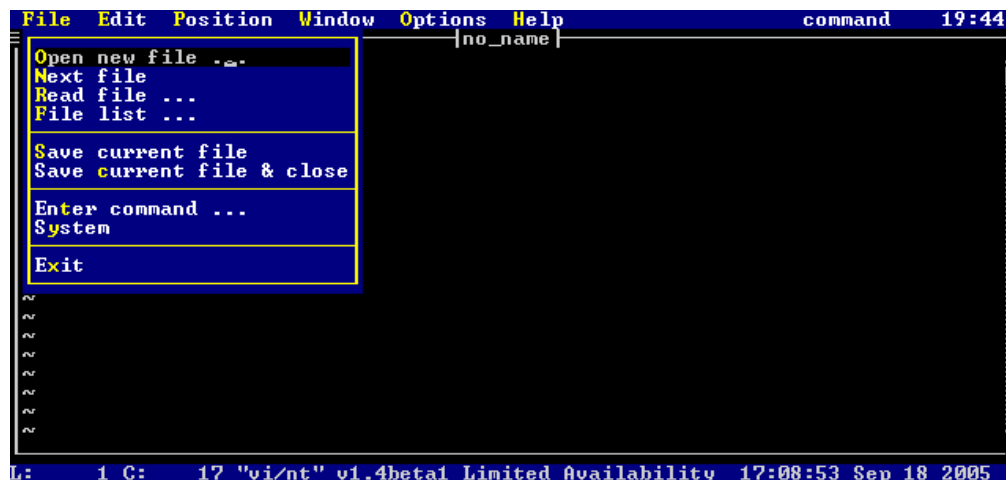 File Edit Position Window Options Help command 19:44
no_name
Open new file ...
Next file
Read file ...
File list ...
Save current file
Save current file & close
Enter command ...
System
Exit
~
~
~
~
~
~
~
~
L: 1 C: 17 "vi/nt" v1.4beta1 Limited Availability 17:08:53 Sep 18 2005